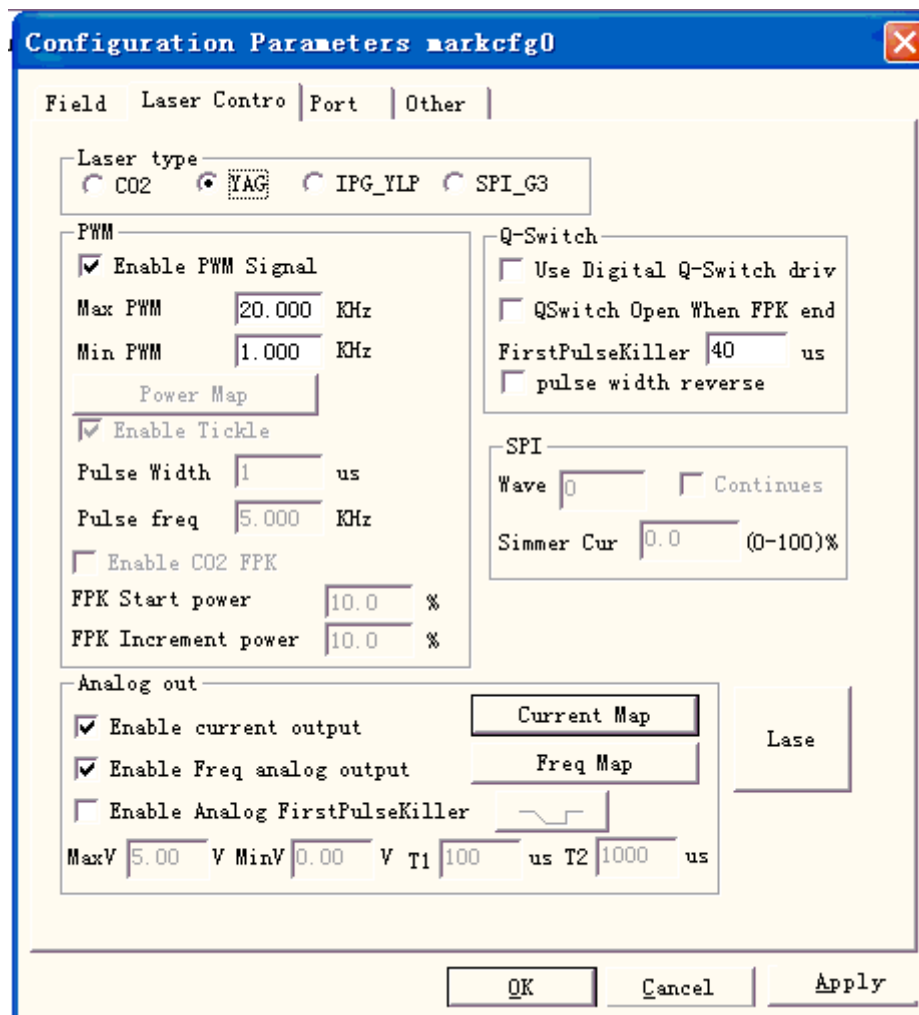 Configuration Parameters markcfg0
Field Laser Contro Port Other
Laser type
CO2 YAG IPG_YLP SPI_G3
PWM
Enable PWM Signal
Max PWM 20.000 KHz
Min PWM 1.000 KHz
Power Map
Enable Tickle
Pulse Width 1 us
Pulse freq 5.000 KHz
Enable CO2 FPK
FPK Start power 10.0 %
FPK Increment power 10.0 %
Q-Switch
Use Digital Q-Switch driv
QSwitch Open When FPK end
FirstPulseKiller 40 us
pulse width reverse
SPI
Wave 0 Continues
Simmer Cur 0.0 (0-100)%
Analog out
Enable current output Current Map
Enable Freq analog output Freq Map
Enable Analog FirstPulseKiller
MaxV 5.00 V MinV 0.00 V T1 100 us T2 1000 us
Lase
OK Cancel Apply